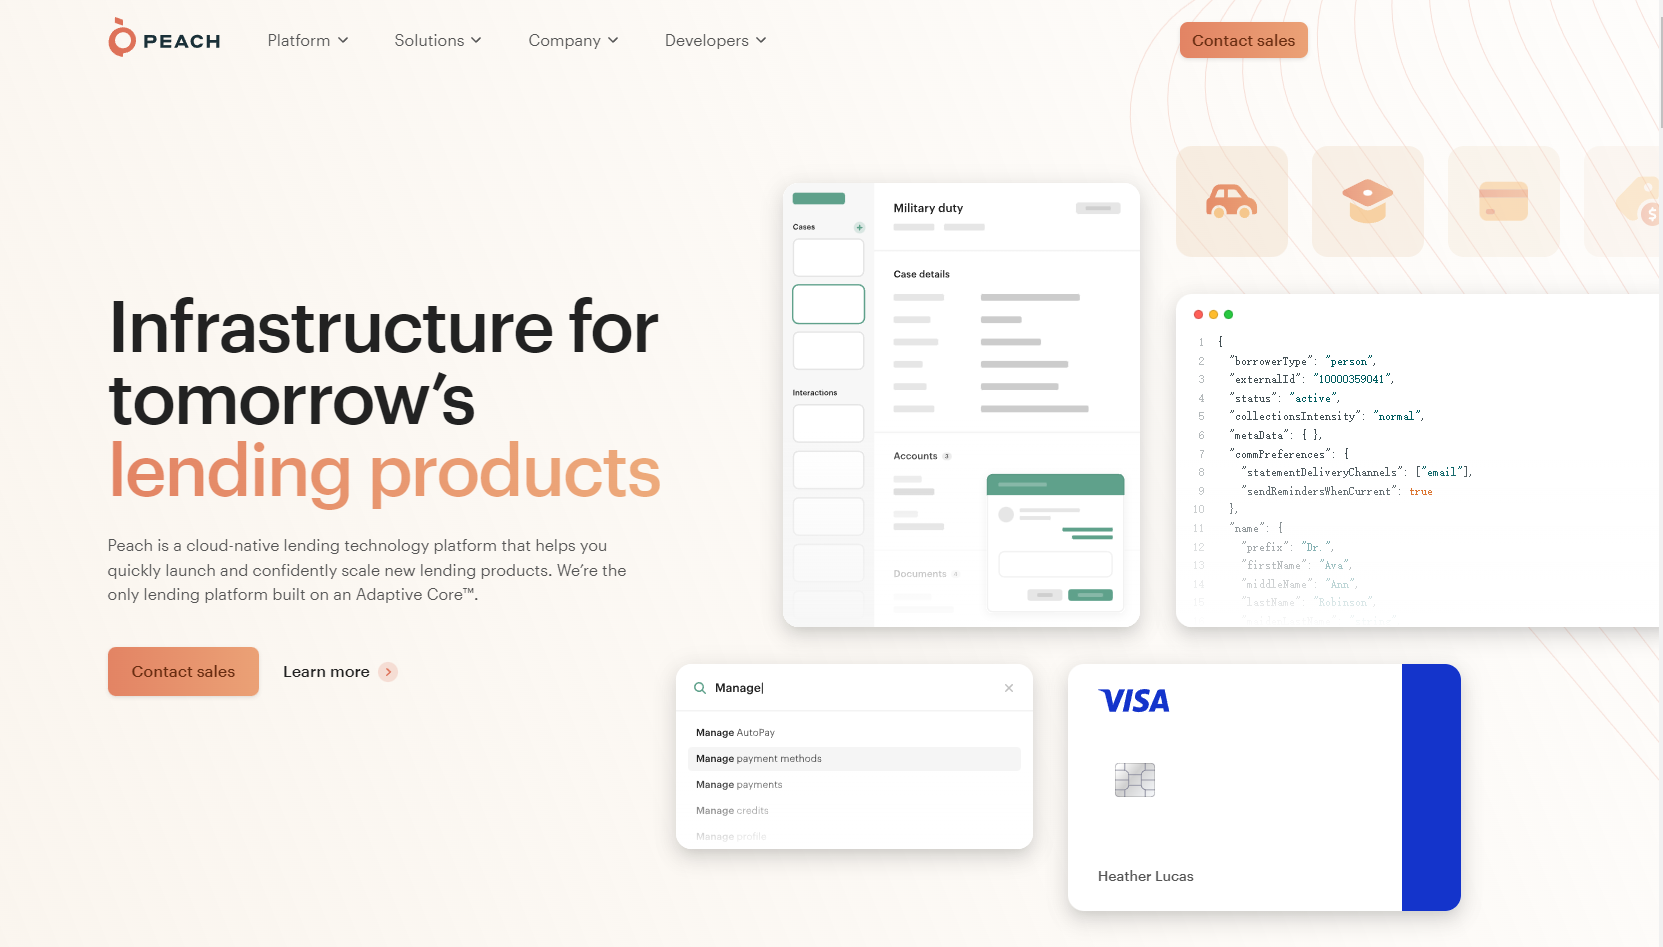 PEACH
Platform
Solutions
Company
Developers
Contact sales
Infrastructure for
tomorrow's
lending products
Peach is a cloud-native lending technology platform that helps you
quickly launch and confidently scale new lending products. We're the
only lending platform built on an Adaptive Core™.
Contact sales
Learn more
Cases
Interactions
Military duty
Case details
Accounts 3
Documents
1 {
2 "borrowerType": "person",
3 "externalId": "10000359041",
4 "status": "active",
5 "collectionsIntensity": "normal",
6 "metaData": { },
7 "commPreferences": {
8 "statementDeliveryChannels": ["email"],
9 "sendRemindersWhenCurrent": true
10 },
11 "name": {
12 "prefix": "Dr.",
13 "firstName": "Ava",
14 "middleName": "Ann",
15 "lastName": "Robinson",
Manage
Manage AutoPay
Manage payment methods
Manage payments
Manage credits
Manage profile
VISA
Heather Lucas